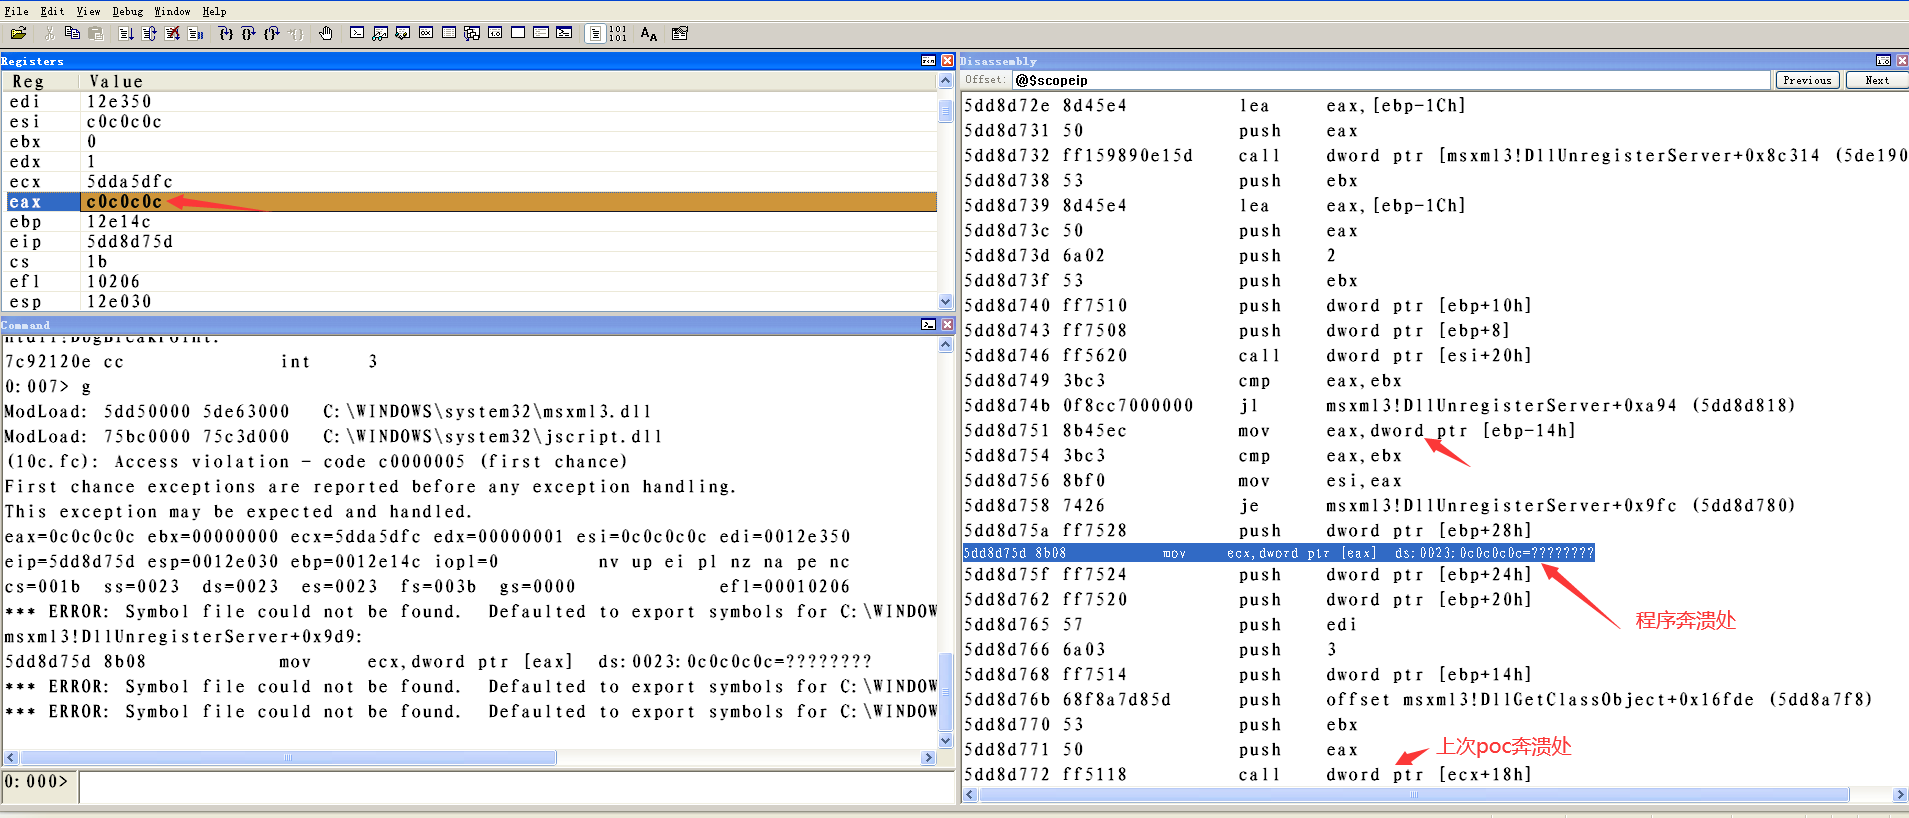 File Edit View Debug Window Help
Registers
Reg Value
edi 12e350
esi c0c0c0c
ebx 0
edx 1
ecx 5dda5dfc
eax c0c0c0c
ebp 12e14c
eip 5dd8d75d
cs 1b
efl 10206
esp 12e030
Command
ntdll!DbgBreakPoint:
7c92120e cc int 3
0:007> g
ModLoad: 5dd50000 5de63000 C:\WINDOWS\system32\msxml3.dll
ModLoad: 75bc0000 75c3d000 C:\WINDOWS\system32\jscript.dll
(10c.fc): Access violation - code c0000005 (first chance)
First chance exceptions are reported before any exception handling.
This exception may be expected and handled.
eax=0c0c0c0c ebx=00000000 ecx=5dda5dfc edx=00000001 esi=0c0c0c0c edi=0012e350
eip=5dd8d75d esp=0012e030 ebp=0012e14c iopl=0 nv up ei pl nz na pe nc
cs=001b ss=0023 ds=0023 es=0023 fs=003b gs=0000 efl=00010206
*** ERROR: Symbol file could not be found. Defaulted to export symbols for C:\WINDOW
msxml3!DllUnregisterServer+0x9d9:
5dd8d75d 8b08 mov ecx,dword ptr [eax] ds:0023:0c0c0c0c=????????
*** ERROR: Symbol file could not be found. Defaulted to export symbols for C:\WINDOW
*** ERROR: Symbol file could not be found. Defaulted to export symbols for C:\WINDOW
0:000>
Disassembly
Offset: @$scopeip Previous Next
5dd8d72e 8d45e4 lea eax,[ebp-1Ch]
5dd8d731 50 push eax
5dd8d732 ff159890e15d call dword ptr [msxml3!DllUnregisterServer+0x8c314 (5de190
5dd8d738 53 push ebx
5dd8d739 8d45e4 lea eax,[ebp-1Ch]
5dd8d73c 50 push eax
5dd8d73d 6a02 push 2
5dd8d73f 53 push ebx
5dd8d740 ff7510 push dword ptr [ebp+10h]
5dd8d743 ff7508 push dword ptr [ebp+8]
5dd8d746 ff5620 call dword ptr [esi+20h]
5dd8d749 3bc3 cmp eax,ebx
5dd8d74b 0f8cc7000000 jl msxml3!DllUnregisterServer+0xa94 (5dd8d818)
5dd8d751 8b45ec mov eax,dword ptr [ebp-14h]
5dd8d754 3bc3 cmp eax,ebx
5dd8d756 8bf0 mov esi,eax
5dd8d758 7426 je msxml3!DllUnregisterServer+0x9fc (5dd8d780)
5dd8d75a ff7528 push dword ptr [ebp+28h]
5dd8d75d 8b08 mov ecx,dword ptr [eax] ds:0023:0c0c0c0c=????????
5dd8d75f ff7524 push dword ptr [ebp+24h]
5dd8d762 ff7520 push dword ptr [ebp+20h]
程序奔溃处
5dd8d765 57 push edi
5dd8d766 6a03 push 3
5dd8d768 ff7514 push dword ptr [ebp+14h]
5dd8d76b 68f8a7d85d push offset msxml3!DllGetClassObject+0x16fde (5dd8a7f8)
5dd8d770 53 push ebx
5dd8d771 50 push eax
上次poc奔溃处
5dd8d772 ff5118 call dword ptr [ecx+18h]